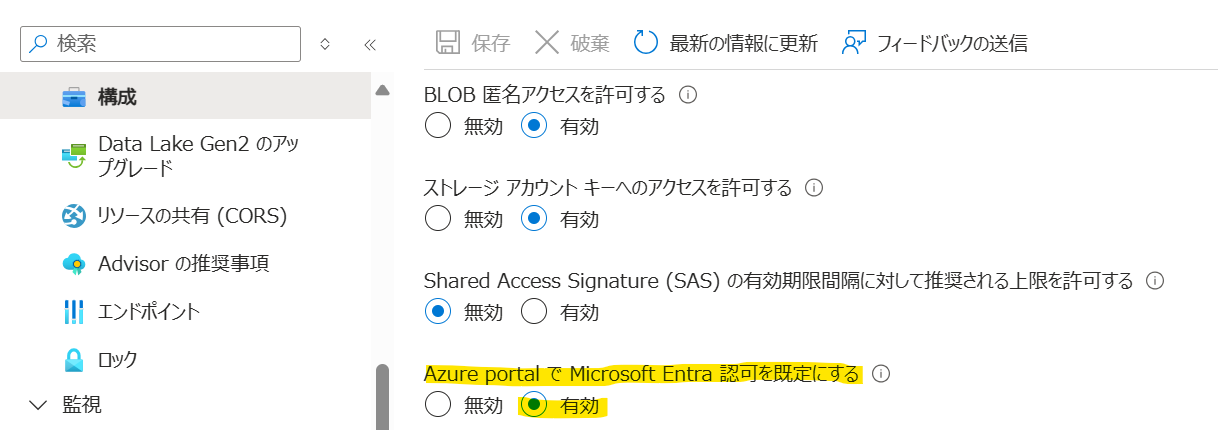 検索
構成
Data Lake Gen2 のアッ
プグレード
リソースの共有 (CORS)
Advisor の推奨事項
エンドポイント
ロック
監視
保存 破棄 最新の情報に更新 フィードバックの送信
BLOB 匿名アクセスを許可する
無効 有効
ストレージ アカウント キーへのアクセスを許可する
無効 有効
Shared Access Signature (SAS) の有効期限間隔に対して推奨される上限を許可する
無効 有効
Azure portal で Microsoft Entra 認可を既定にする
無効 有効